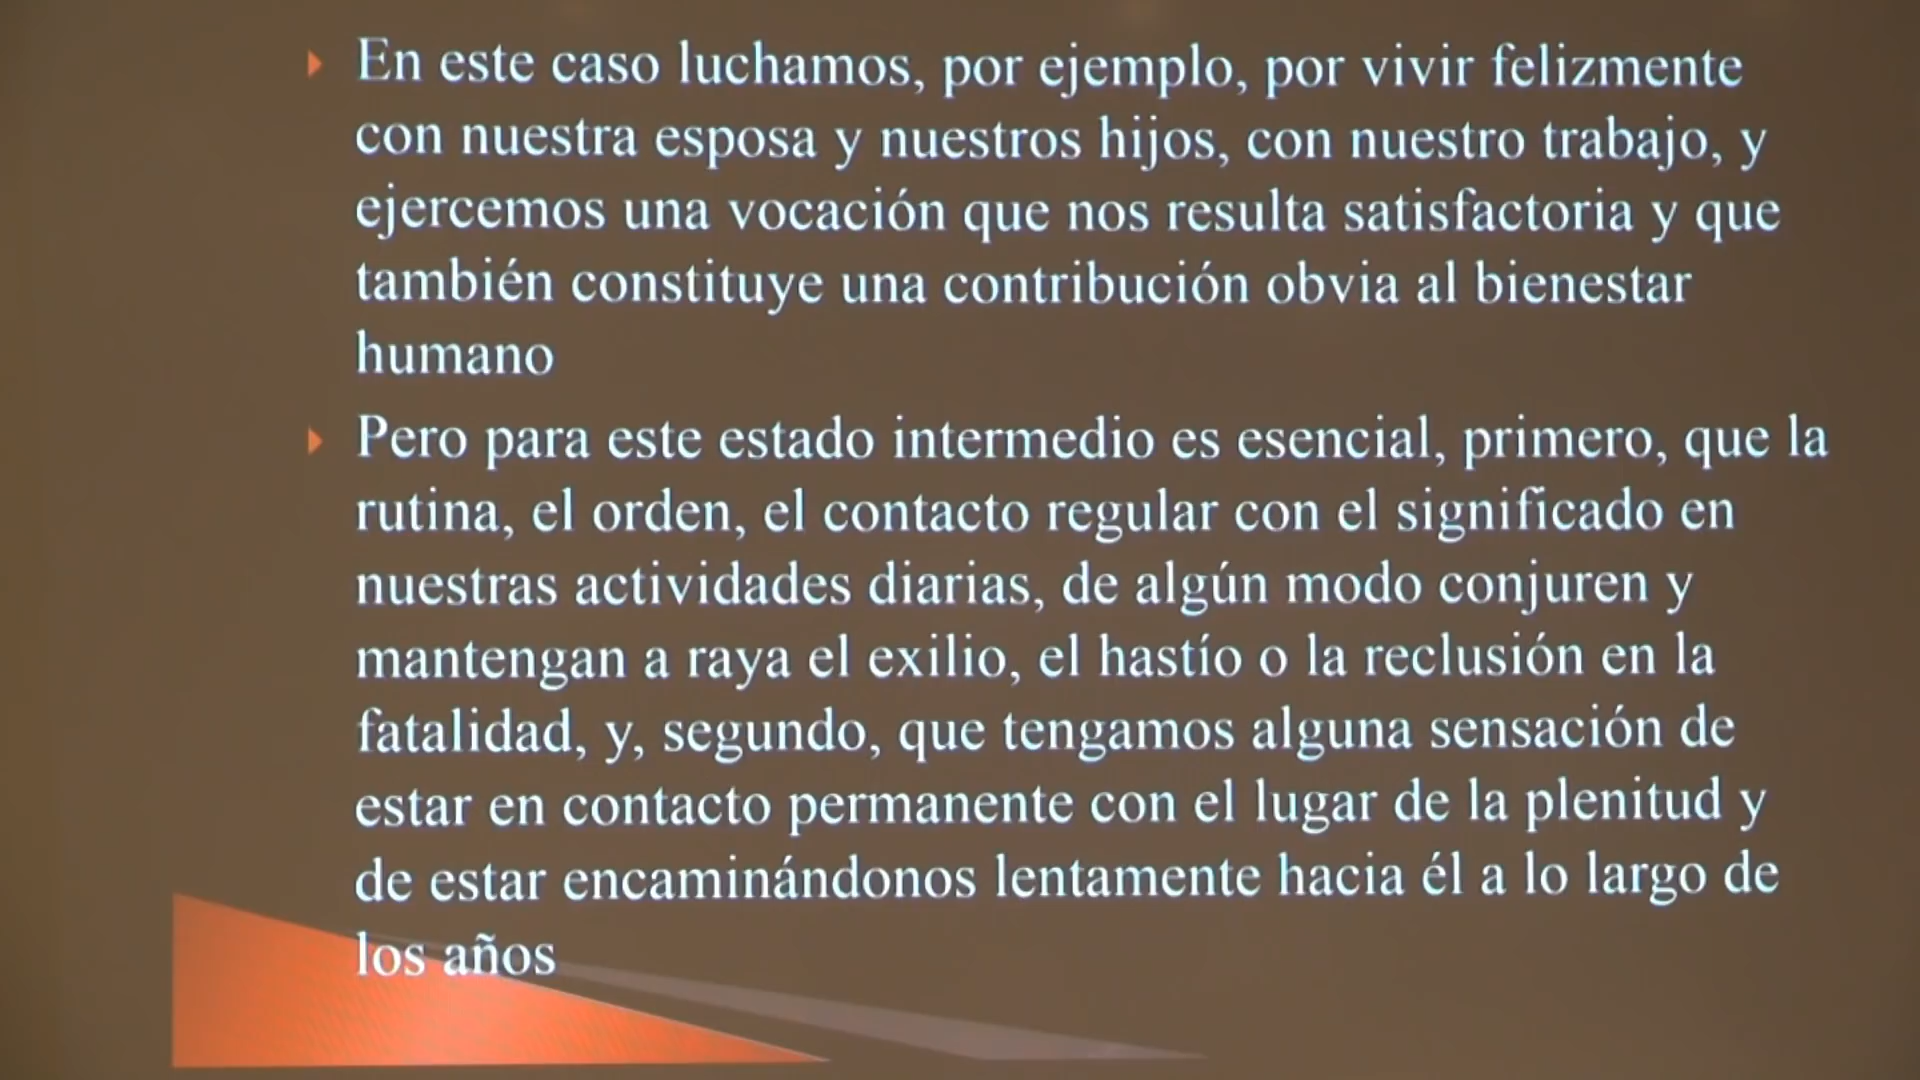 En este caso luchamos, por ejemplo, por vivir felizmente
con nuestra esposa y nuestros hijos, con nuestro trabajo, y
ejercemos una vocación que nos resulta satisfactoria y que
también constituye una contribución obvia al bienestar
humano
Pero para este estado intermedio es esencial, primero, que la
rutina, el orden, el contacto regular con el significado en
nuestras actividades diarias, de algún modo conjuren y
mantengan a raya el exilio, el hastío o la reclusión en la
fatalidad, y, segundo, que tengamos alguna sensación de
estar en contacto permanente con el lugar de la plenitud y
de estar encaminándonos lentamente hacia él a lo largo de
los años